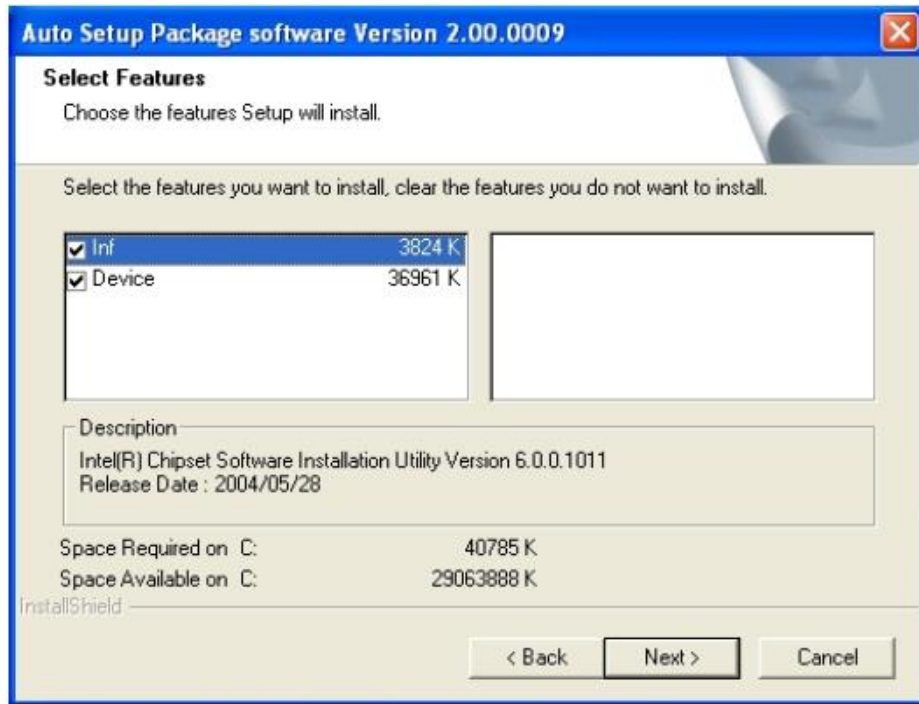 Auto Setup Package software Version 2.00.0009
Select Features
Choose the features Setup will install.
Select the features you want to install, clear the features you do not want to install.
Inf 3824 K
Device 36961 K
Description
Intel(R) Chipset Software Installation Utility Version 6.0.0.1011
Release Date : 2004/05/28
Space Required on C: 40785 K
Space Available on C: 29063888 K
InstallShield
< Back Next > Cancel